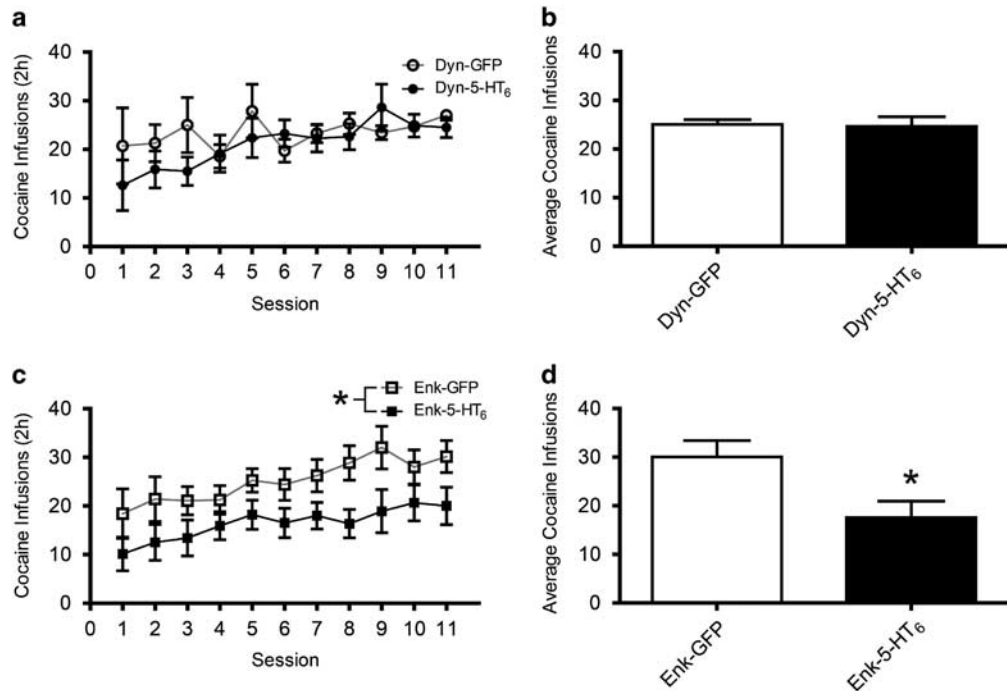 a
Cocaine Infusions (2h)
40
30
20
10
0
0 1 2 3 4 5 6 7 8 9 10 11
Session
Dyn-GFP
Dyn-5-HT₆
b
Average Cocaine Infusions
40
30
20
10
0
Dyn-GFP
Dyn-5-HT₆
c
Cocaine Infusions (2h)
40
30
20
10
0
0 1 2 3 4 5 6 7 8 9 10 11
Session
*
Enk-GFP
Enk-5-HT₆
d
Average Cocaine Infusions
40
30
20
10
0
*
Enk-GFP
Enk-5-HT₆